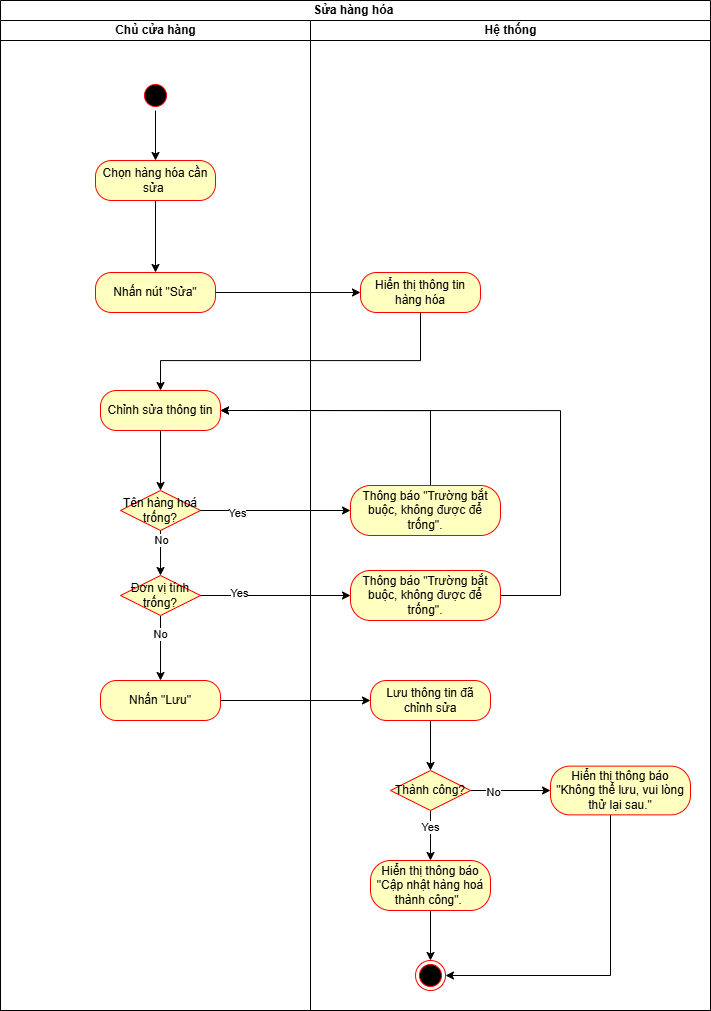 Sửa hàng hóa
Chủ cửa hàng
Hệ thống
Chọn hàng hóa cần
sửa
Nhấn nút "Sửa"
Hiển thị thông tin
hàng hóa
Chỉnh sửa thông tin
Tên hàng hoá
trống?
Yes
Thông báo "Trường bắt
buộc, không được để
trống".
No
Đơn vị tính
trống?
Yes
Thông báo "Trường bắt
buộc, không được để
trống".
No
Nhấn "Lưu"
Lưu thông tin đã
chỉnh sửa
Thành công?
No
Hiển thị thông báo
"Không thể lưu, vui lòng
thử lại sau."
Yes
Hiển thị thông báo
"Cập nhật hàng hoá
thành công".